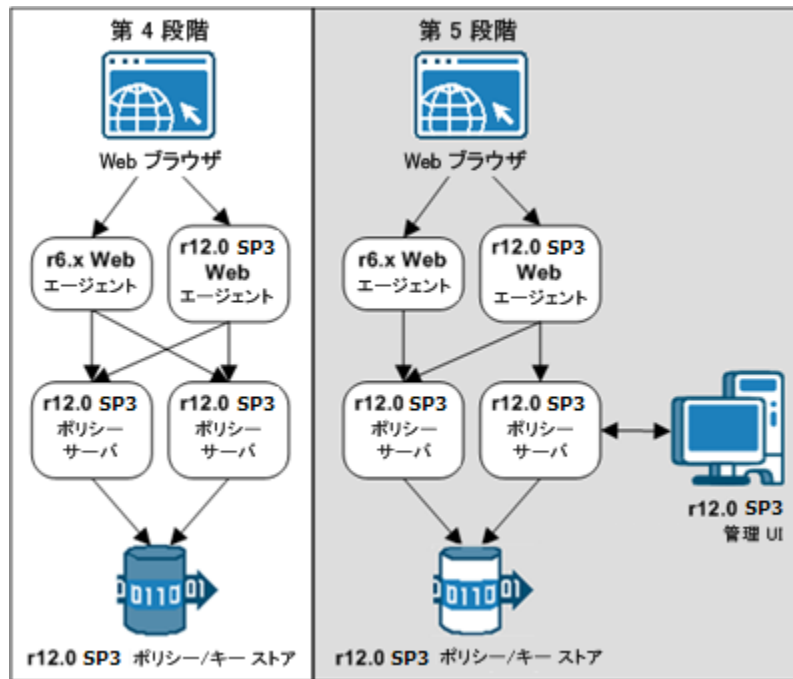 第 4 段階
Web ブラウザ
r6.x Web
エージェント
r12.0 SP3
Web
エージェント
r12.0 SP3
ポリシー
サーバ
r12.0 SP3
ポリシー
サーバ
0110 01
r12.0 SP3 ポリシー/キー ストア
第 5 段階
Web ブラウザ
r6.x Web
エージェント
r12.0 SP3
Web
エージェント
r12.0 SP3
ポリシー
サーバ
r12.0 SP3
ポリシー
サーバ
r12.0 SP3
管理 UI
0110 01
r12.0 SP3 ポリシー/キー ストア